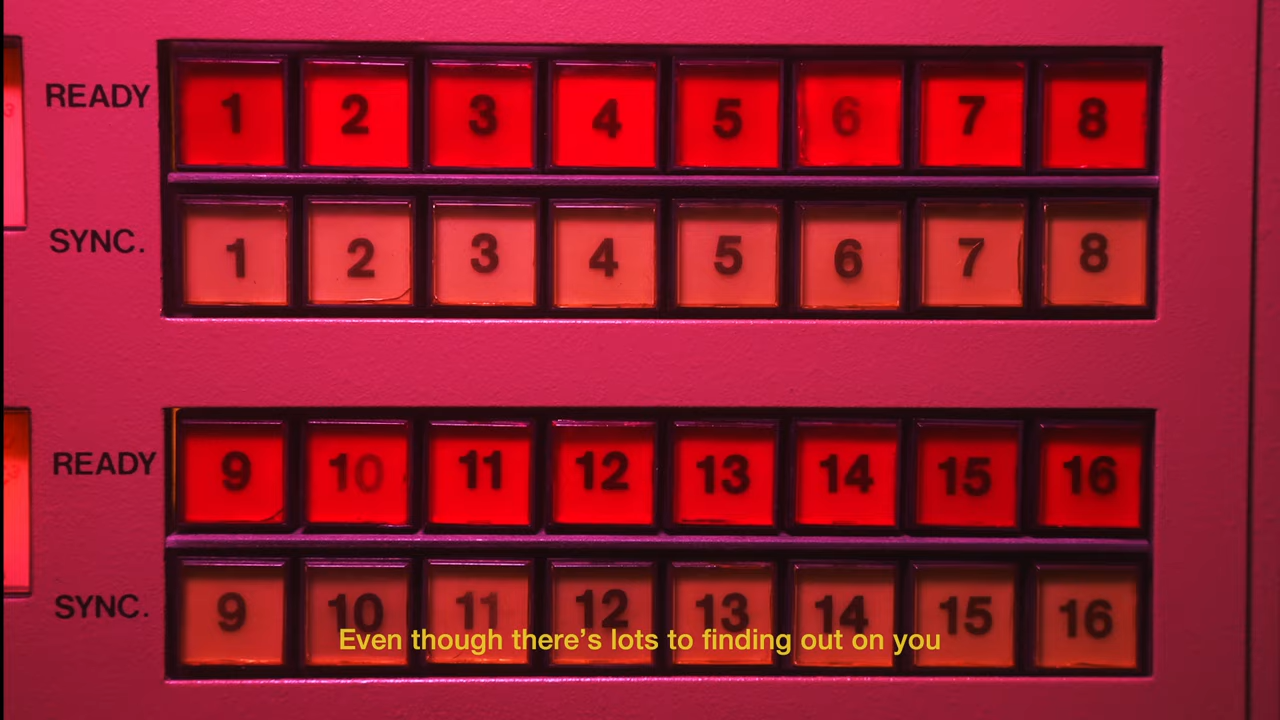 READY 1 2 3 4 5 6 7 8
SYNC. 1 2 3 4 5 6 7 8
READY 9 10 11 12 13 14 15 16
SYNC. 9 10 11 12 13 14 15 16
Even though there's lots to finding out on you